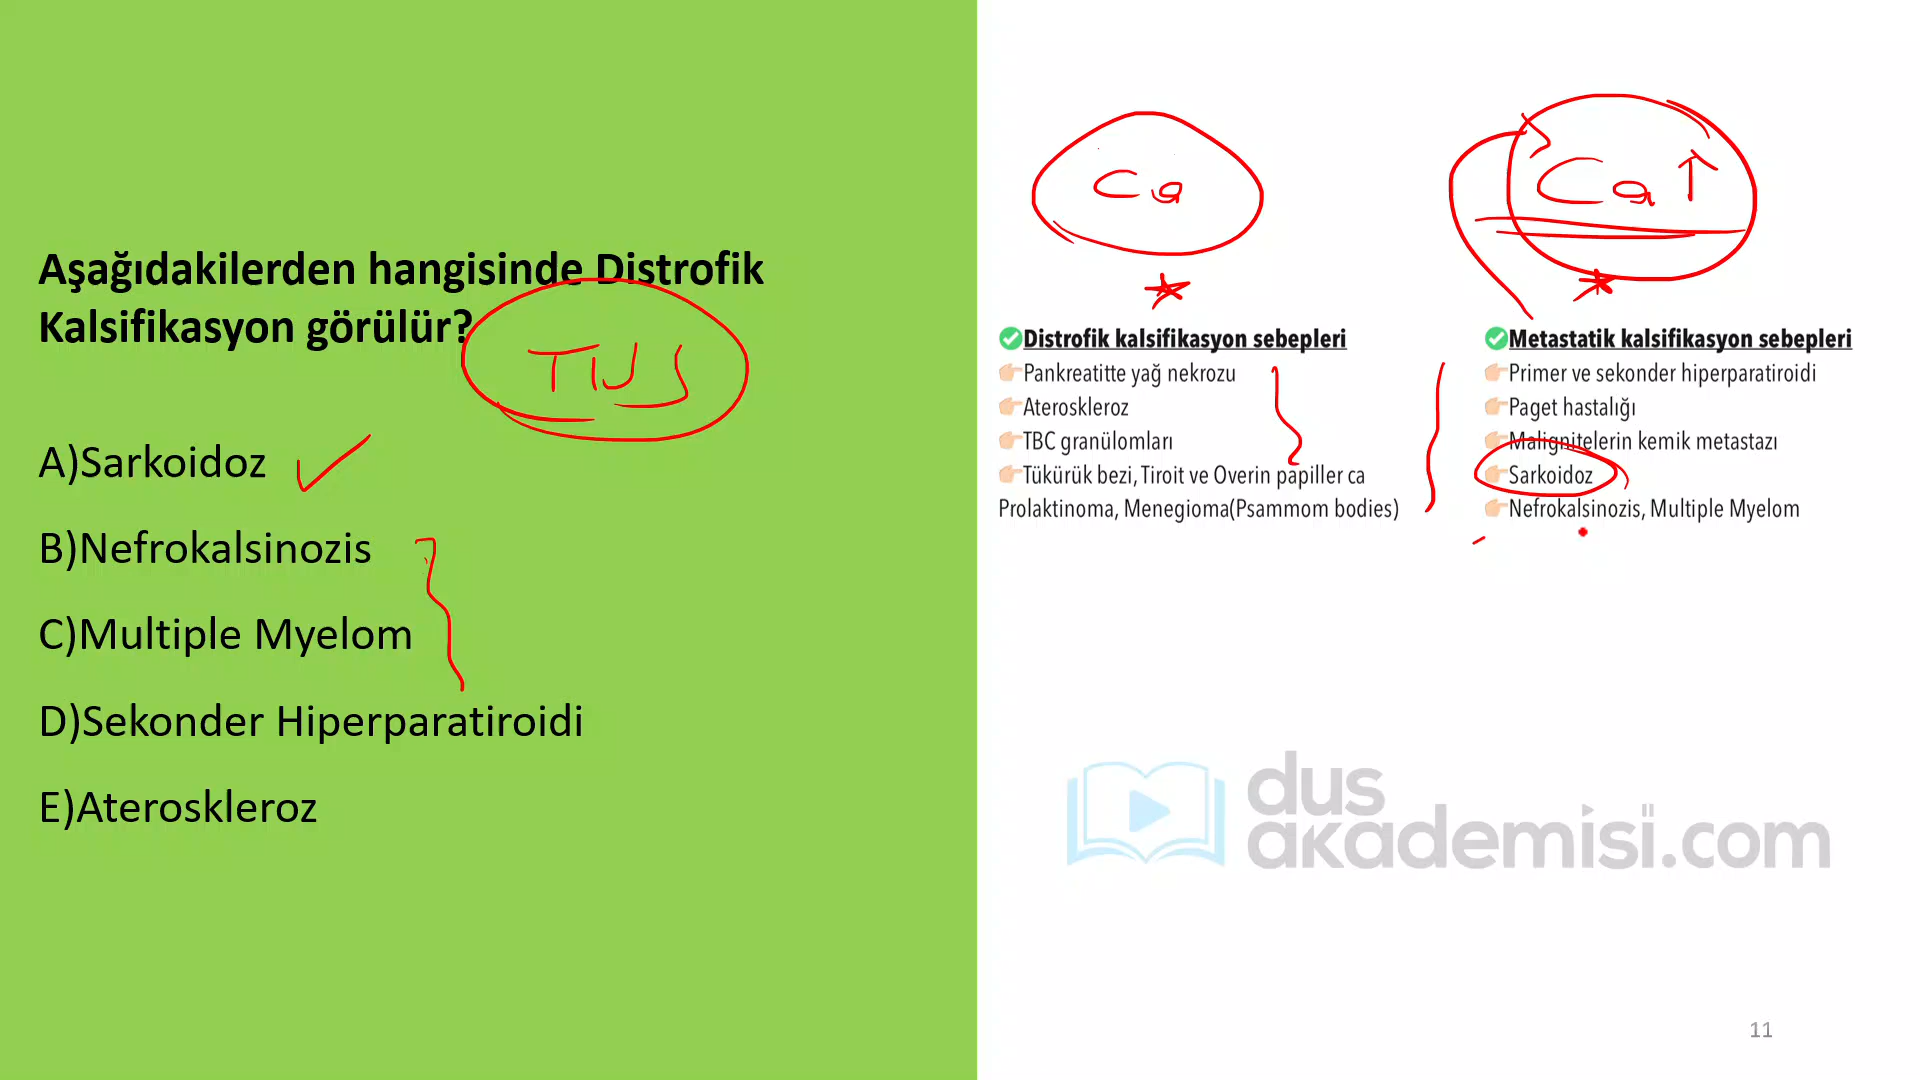 Aşağıdakilerden hangisinde Distrofik
Kalsifikasyon görülür?
TUS
A)Sarkoidoz
B)Nefrokalsinozis
C)Multiple Myelom
D)Sekonder Hiperparatiroidi
E)Ateroskleroz
Ca
Ca↑
Distrofik kalsifikasyon sebepleri
Pankreatitte yağ nekrozu
Ateroskleroz
TBC granülomları
Tükürük bezi, Tiroit ve Overin papiller ca
Prolaktinoma, Menegioma(Psammom bodies)
Metastatik kalsifikasyon sebepleri
Primer ve sekonder hiperparatiroidi
Paget hastalığı
Malignitelerin kemik metastazı
Sarkoidoz
Nefrokalsinozis, Multiple Myelom
dus
akademisi.com
11